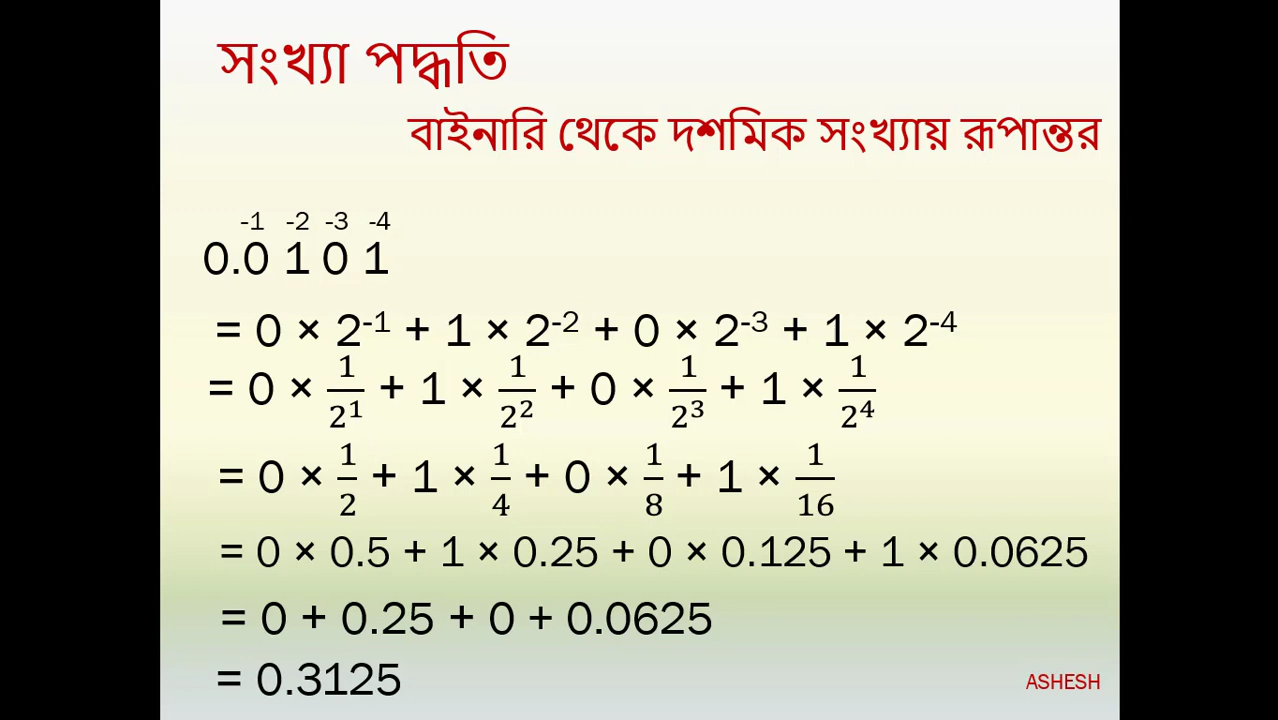 সংখ্যা পদ্ধতি
বাইনারি থেকে দশমিক সংখ্যায় রূপান্তর
-1 -2 -3 -4
0.0 1 0 1
= 0 × 2⁻¹ + 1 × 2⁻² + 0 × 2⁻³ + 1 × 2⁻⁴
= 0 × 1/2¹ + 1 × 1/2² + 0 × 1/2³ + 1 × 1/2⁴
= 0 × 1/2 + 1 × 1/4 + 0 × 1/8 + 1 × 1/16
= 0 × 0.5 + 1 × 0.25 + 0 × 0.125 + 1 × 0.0625
= 0 + 0.25 + 0 + 0.0625
= 0.3125
ASHESH